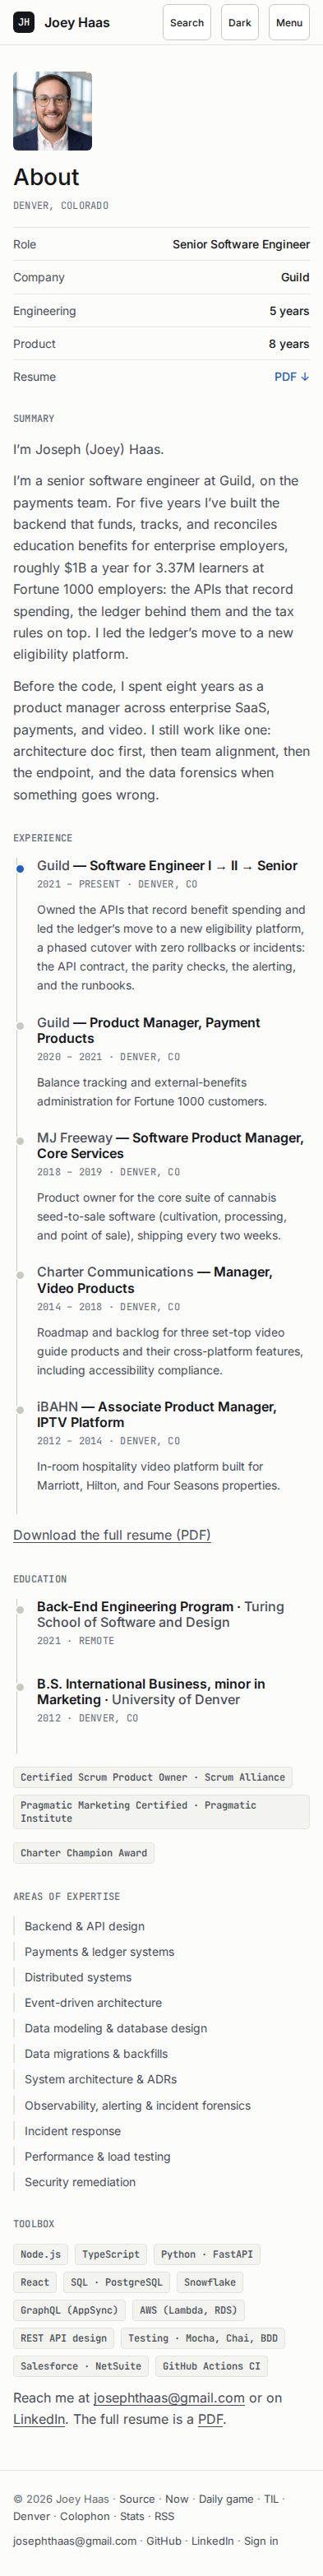 JH Joey Haas Search Dark Menu
About
DENVER, COLORADO
Role Senior Software Engineer
Company Guild
Engineering 5 years
Product 8 years
Resume PDF ↓
SUMMARY
I’m Joseph (Joey) Haas.
I’m a senior software engineer at Guild, on the
payments team. For five years I’ve built the
backend that funds, tracks, and reconciles
education benefits for enterprise employers,
roughly $1B a year for 3.37M learners at
Fortune 1000 employers: the APIs that record
spending, the ledger behind them and the tax
rules on top. I led the ledger’s move to a new
eligibility platform.
Before the code, I spent eight years as a
product manager across enterprise SaaS,
payments, and video. I still work like one:
architecture doc first, then team alignment, then
the endpoint, and the data forensics when
something goes wrong.
EXPERIENCE
Guild — Software Engineer I → II → Senior
2021 – PRESENT · DENVER, CO
Owned the APIs that record benefit spending and
led the ledger’s move to a new eligibility platform,
a phased cutover with zero rollbacks or incidents:
the API contract, the parity checks, the alerting,
and the runbooks.
Guild — Product Manager, Payment
Products
2020 – 2021 · DENVER, CO
Balance tracking and external-benefits
administration for Fortune 1000 customers.
MJ Freeway — Software Product Manager,
Core Services
2018 – 2019 · DENVER, CO
Product owner for the core suite of cannabis
seed-to-sale software (cultivation, processing,
and point of sale), shipping every two weeks.
Charter Communications — Manager,
Video Products
2014 – 2018 · DENVER, CO
Roadmap and backlog for three set-top video
guide products and their cross-platform features,
including accessibility compliance.
iBAHN — Associate Product Manager,
IPTV Platform
2012 – 2014 · DENVER, CO
In-room hospitality video platform built for
Marriott, Hilton, and Four Seasons properties.
Download the full resume (PDF)
EDUCATION
Back-End Engineering Program · Turing
School of Software and Design
2021 · REMOTE
B.S. International Business, minor in
Marketing · University of Denver
2012 · DENVER, CO
Certified Scrum Product Owner · Scrum Alliance
Pragmatic Marketing Certified · Pragmatic
Institute
Charter Champion Award
AREAS OF EXPERTISE
Backend & API design
Payments & ledger systems
Distributed systems
Event-driven architecture
Data modeling & database design
Data migrations & backfills
System architecture & ADRs
Observability, alerting & incident forensics
Incident response
Performance & load testing
Security remediation
TOOLBOX
Node.js TypeScript Python · FastAPI
React SQL · PostgreSQL Snowflake
GraphQL (AppSync) AWS (Lambda, RDS)
REST API design Testing · Mocha, Chai, BDD
Salesforce · NetSuite GitHub Actions CI
Reach me at josephthaas@gmail.com or on
LinkedIn. The full resume is a PDF.
© 2026 Joey Haas · Source · Now · Daily game · TIL ·
Denver · Colophon · Stats · RSS
josephthaas@gmail.com · GitHub · LinkedIn · Sign in